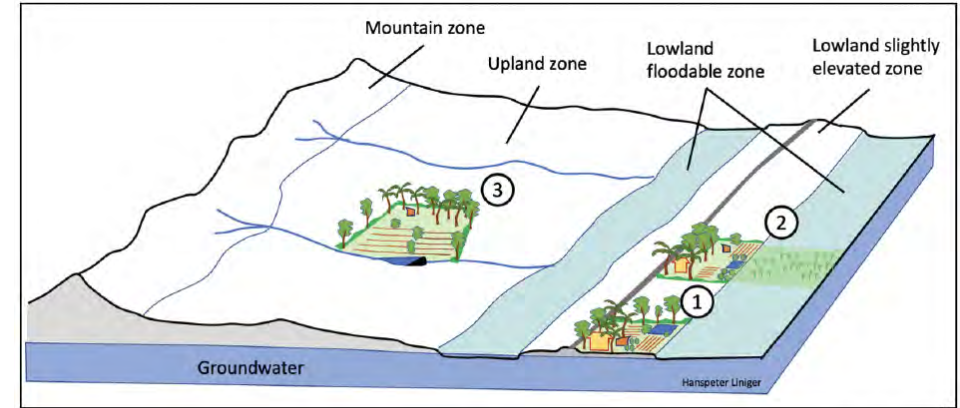 Mountain zone
Upland zone
Lowland
floodable zone
Lowland slightly
elevated zone
3
2
1
Groundwater
Hanspeter Liniger